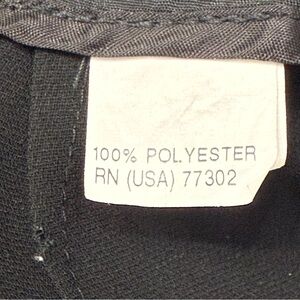 100% POLYESTER
RN (USA) 77302